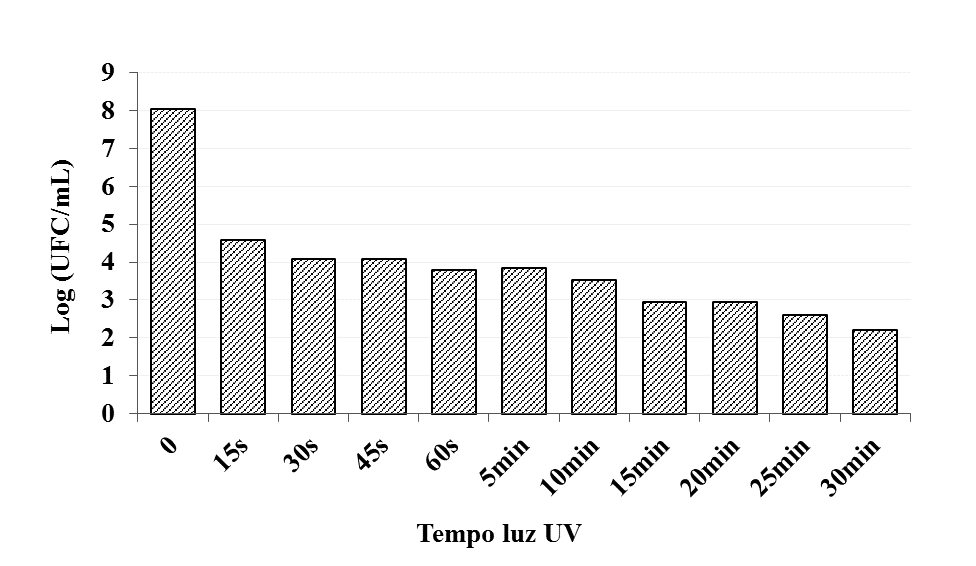 9
8
7
6
5
4
3
2
1
0
Log (UFC/mL)
0
15s
30s
45s
60s
5min
10min
15min
20min
25min
30min
Tempo luz UV